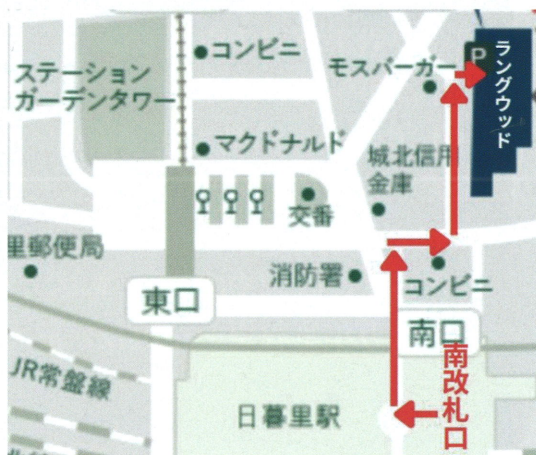 コンビニ
ステーション
ガーデンタワー
モスバーガー
P
ラングウッド
マクドナルド
城北信用
金庫
交番
里郵便局
消防署
コンビニ
東口
南口
南改札口
JR常盤線
日暮里駅